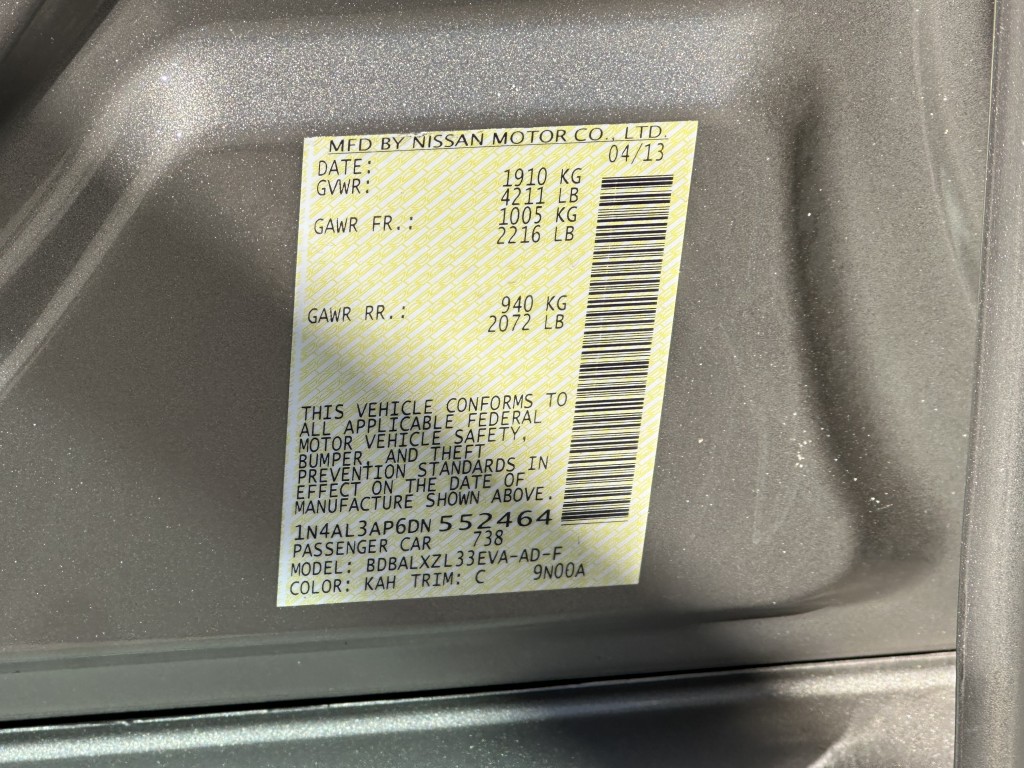 MFD BY NISSAN MOTOR CO., LTD.
DATE: 04/13
GVWR: 1910 KG
4211 LB
GAWR FR.: 1005 KG
2216 LB
GAWR RR.: 940 KG
2072 LB
THIS VEHICLE CONFORMS TO
ALL APPLICABLE FEDERAL
MOTOR VEHICLE SAFETY,
BUMPER, AND THEFT
PREVENTION STANDARDS IN
EFFECT ON THE DATE OF
MANUFACTURE SHOWN ABOVE.
1N4AL3AP6DN 552464
PASSENGER CAR 738
MODEL: BDBALXZL33EVA-AD-F
COLOR: KAH TRIM: C 9N00A